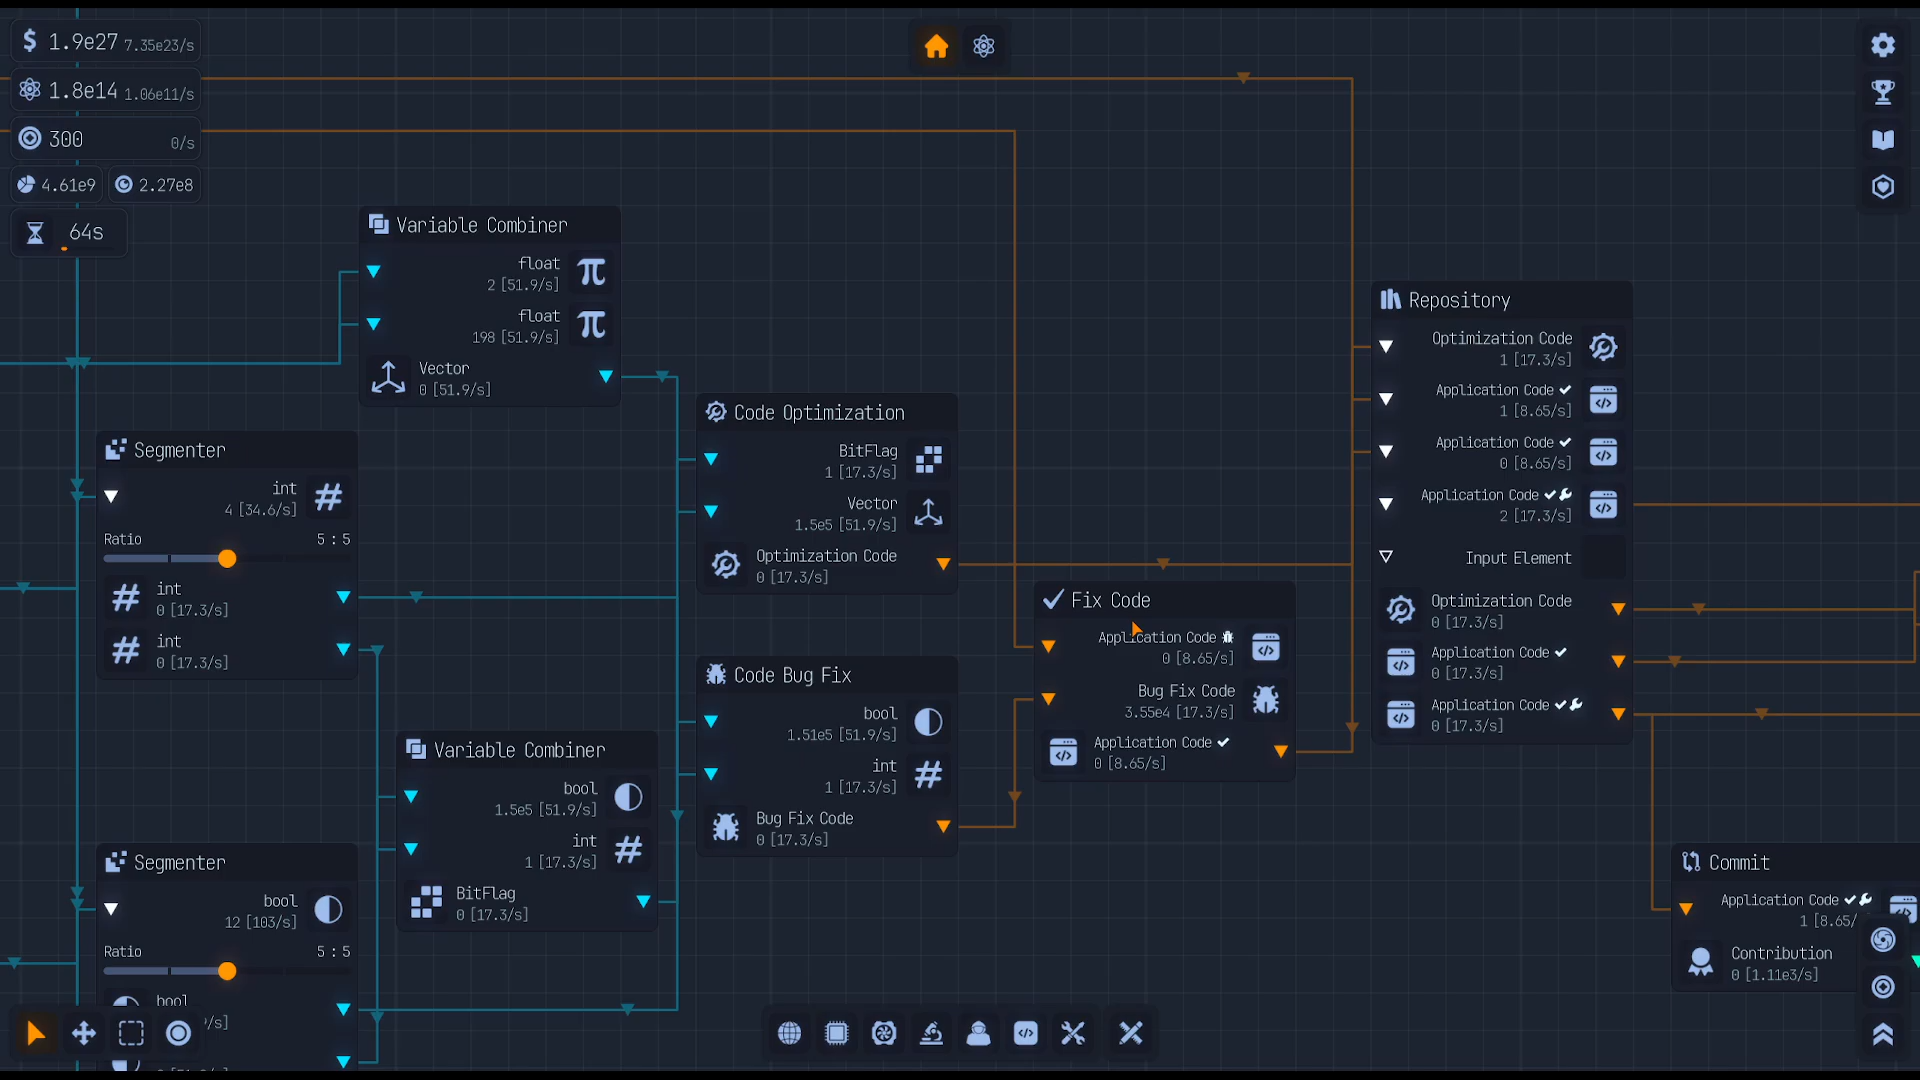 $ 1.9e27 7.35e23/s
1.8e14 1.06e11/s
300 0/s
4.61e9 2.27e8
64s
Variable Combiner
float
2 [51.9/s]
float
198 [51.9/s]
Vector
0 [51.9/s]
Segmenter
int
4 [34.6/s]
Ratio 5:5
int
0 [17.3/s]
int
0 [17.3/s]
Variable Combiner
bool
1.5e5 [51.9/s]
int
1 [17.3/s]
BitFlag
0 [17.3/s]
Segmenter
bool
12 [103/s]
Ratio 5:5
bool
Code Optimization
BitFlag
1 [17.3/s]
Vector
1.5e5 [51.9/s]
Optimization Code
0 [17.3/s]
Code Bug Fix
bool
1.51e5 [51.9/s]
int
1 [17.3/s]
Bug Fix Code
0 [17.3/s]
Fix Code
Application Code
0 [8.65/s]
Bug Fix Code
3.55e4 [17.3/s]
Application Code
0 [8.65/s]
Repository
Optimization Code
1 [17.3/s]
Application Code
1 [8.65/s]
Application Code
0 [8.65/s]
Application Code
2 [17.3/s]
Input Element
Optimization Code
0 [17.3/s]
Application Code
0 [17.3/s]
Application Code
0 [17.3/s]
Commit
Application Code
1 [8.65/
Contribution
0 [1.11e3/s]